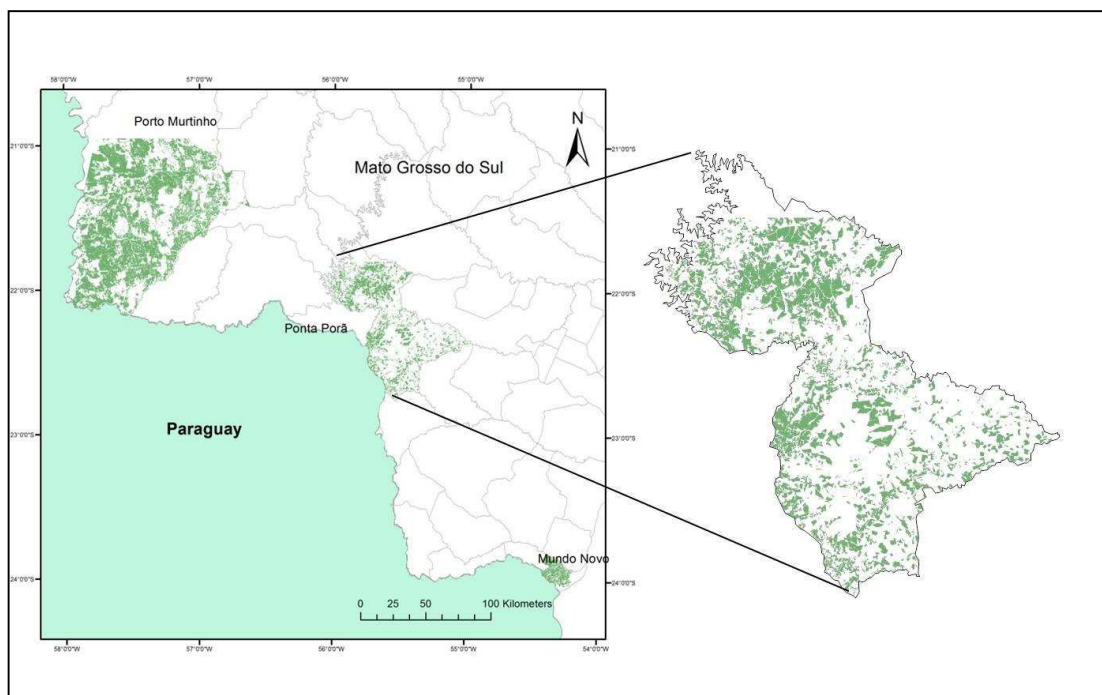 58°0'0"W 57°0'0"W 56°0'0"W 55°0'0"W
Porto Murtinho
N
21°0'0"S 21°0'0"S
Mato Grosso do Sul
22°0'0"S 22°0'0"S
Ponta Porã
Paraguay
23°0'0"S 23°0'0"S
Mundo Novo
24°0'0"S 24°0'0"S
0 25 50 100 Kilometers
58°0'0"W 57°0'0"W 56°0'0"W 55°0'0"W 54°0'0"W